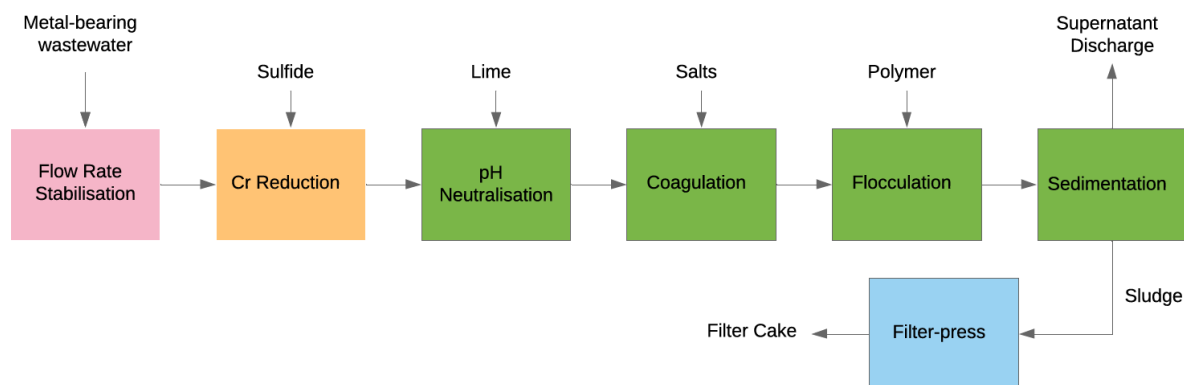 Metal-bearing
wastewater
Sulfide
Lime
Salts
Polymer
Supernatant
Discharge
Flow Rate
Stabilisation
Cr Reduction
pH
Neutralisation
Coagulation
Flocculation
Sedimentation
Sludge
Filter-press
Filter Cake